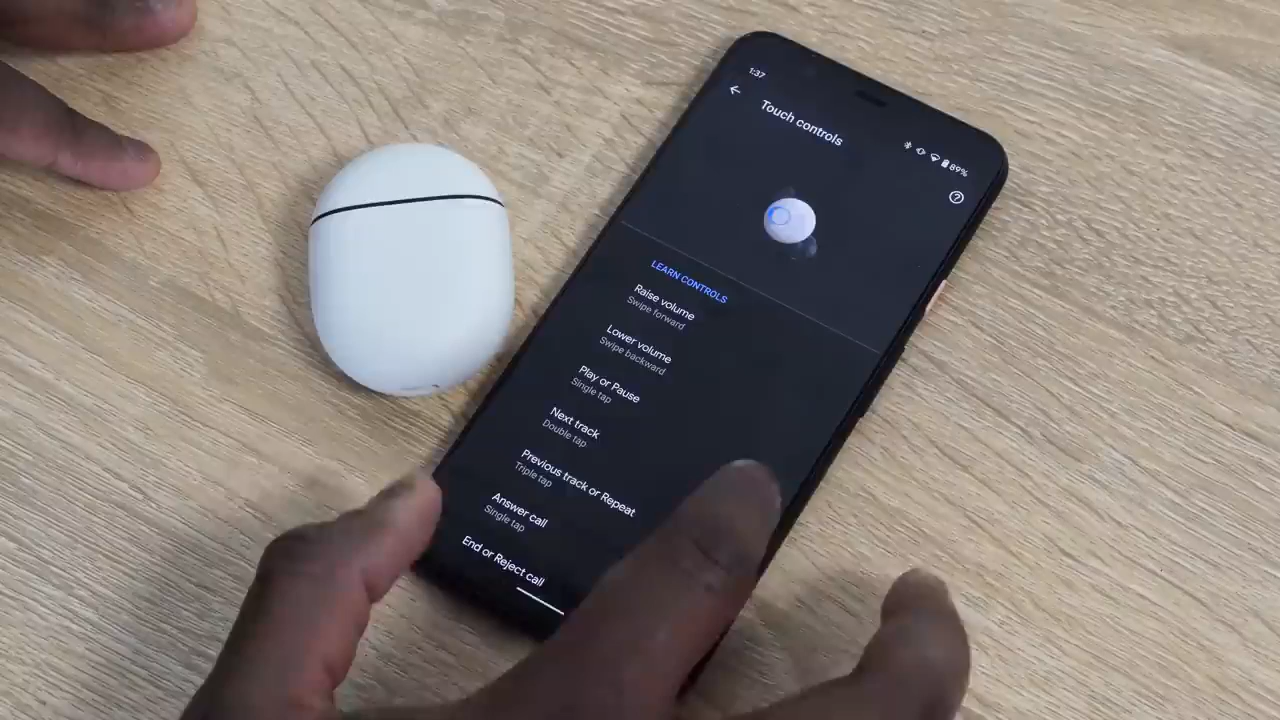 1:37
Touch controls
89%
LEARN CONTROLS
Raise volume
Swipe forward
Lower volume
Swipe backward
Play or Pause
Single tap
Next track
Double tap
Previous track or Repeat
Triple tap
Answer call
Single tap
End or Reject call